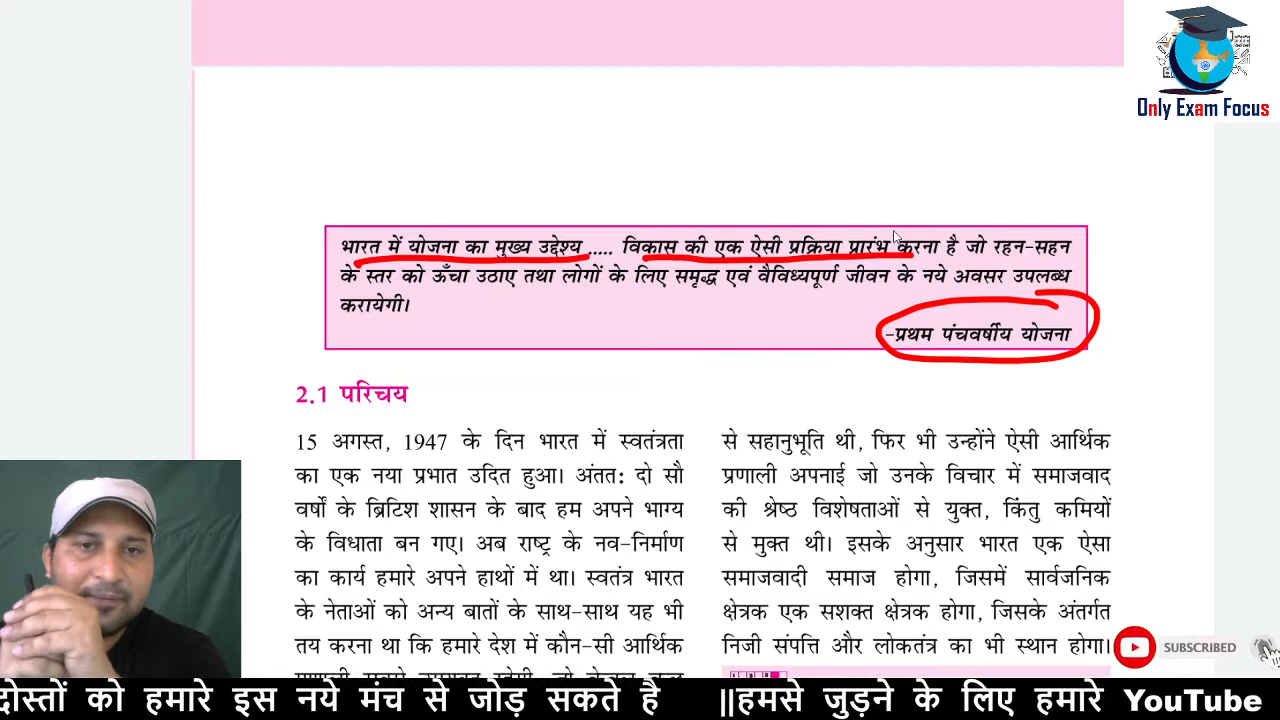 Only Exam Focus
भारत में योजना का मुख्य उद्देश्य ..... विकास की एक ऐसी प्रक्रिया प्रारंभ करना है जो रहन-सहन
के स्तर को ऊँचा उठाए तथा लोगों के लिए समृद्ध एवं वैविध्यपूर्ण जीवन के नये अवसर उपलब्ध
करायेगी।
-प्रथम पंचवर्षीय योजना
2.1 परिचय
15 अगस्त, 1947 के दिन भारत में स्वतंत्रता
का एक नया प्रभात उदित हुआ। अंततः दो सौ
वर्षों के ब्रिटिश शासन के बाद हम अपने भाग्य
के विधाता बन गए। अब राष्ट्र के नव-निर्माण
का कार्य हमारे अपने हाथों में था। स्वतंत्र भारत
के नेताओं को अन्य बातों के साथ-साथ यह भी
तय करना था कि हमारे देश में कौन-सी आर्थिक
से सहानुभूति थी, फिर भी उन्होंने ऐसी आर्थिक
प्रणाली अपनाई जो उनके विचार में समाजवाद
की श्रेष्ठ विशेषताओं से युक्त, किंतु कमियों
से मुक्त थी। इसके अनुसार भारत एक ऐसा
समाजवादी समाज होगा, जिसमें सार्वजनिक
क्षेत्रक एक सशक्त क्षेत्रक होगा, जिसके अंतर्गत
निजी संपत्ति और लोकतंत्र का भी स्थान होगा।
SUBSCRIBED
दोस्तों को हमारे इस नये मंच से जोड़ सकते है ||हमसे जुड़ने के लिए हमारे YouTube